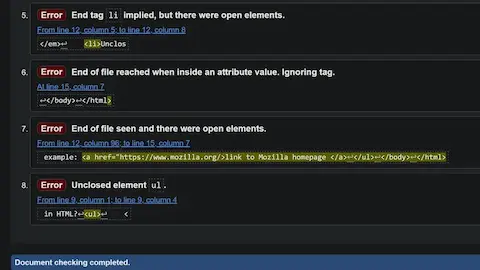 5. Error End tag li implied, but there were open elements.
From line 12, column 5; to line 12, column 8
</em>↩ <li>Unclos
6. Error End of file reached when inside an attribute value. Ignoring tag.
At line 15, column 7
↩</body>↩</html>
7. Error End of file seen and there were open elements.
From line 12, column 96; to line 15, column 7
example: <a href="https://www.mozilla.org/>link to Mozilla homepage </a>↩</ul>↩</body>↩</html>
8. Error Unclosed element ul.
From line 9, column 1; to line 9, column 4
in HTML?↩<ul>↩ <
Document checking completed.